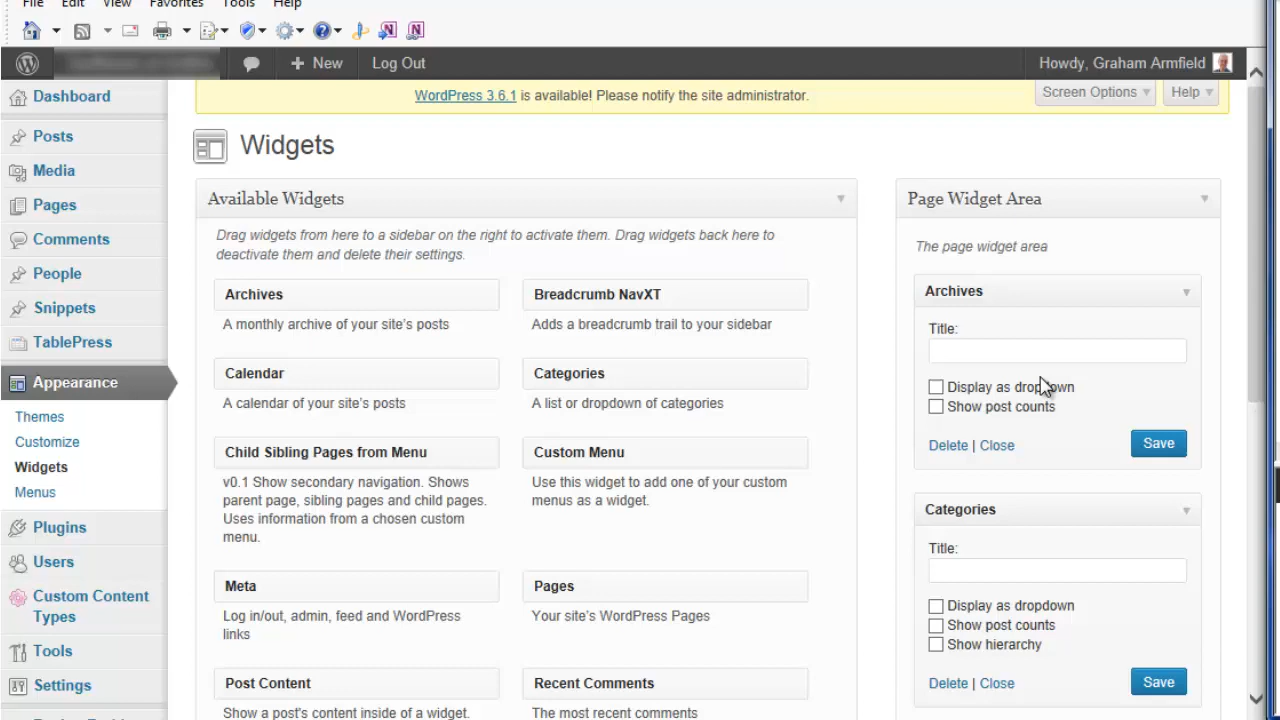 File Edit View Favorites Tools Help
New Log Out Howdy, Graham Armfield
WordPress 3.6.1 is available! Please notify the site administrator.
Screen Options Help
Dashboard
Posts
Media
Pages
Comments
People
Snippets
TablePress
Appearance
Themes
Customize
Widgets
Menus
Plugins
Users
Custom Content
Types
Tools
Settings
Widgets
Available Widgets
Drag widgets from here to a sidebar on the right to activate them. Drag widgets back here to
deactivate them and delete their settings.
Archives
A monthly archive of your site's posts
Breadcrumb NavXT
Adds a breadcrumb trail to your sidebar
Calendar
A calendar of your site's posts
Categories
A list or dropdown of categories
Child Sibling Pages from Menu
v0.1 Show secondary navigation. Shows
parent page, sibling pages and child pages.
Uses information from a chosen custom
menu.
Custom Menu
Use this widget to add one of your custom
menus as a widget.
Meta
Log in/out, admin, feed and WordPress
links
Pages
Your site's WordPress Pages
Post Content
Show a post's content inside of a widget.
Recent Comments
The most recent comments
Page Widget Area
The page widget area
Archives
Title:
Display as dropdown
Show post counts
Delete | Close
Save
Categories
Title:
Display as dropdown
Show post counts
Show hierarchy
Delete | Close
Save